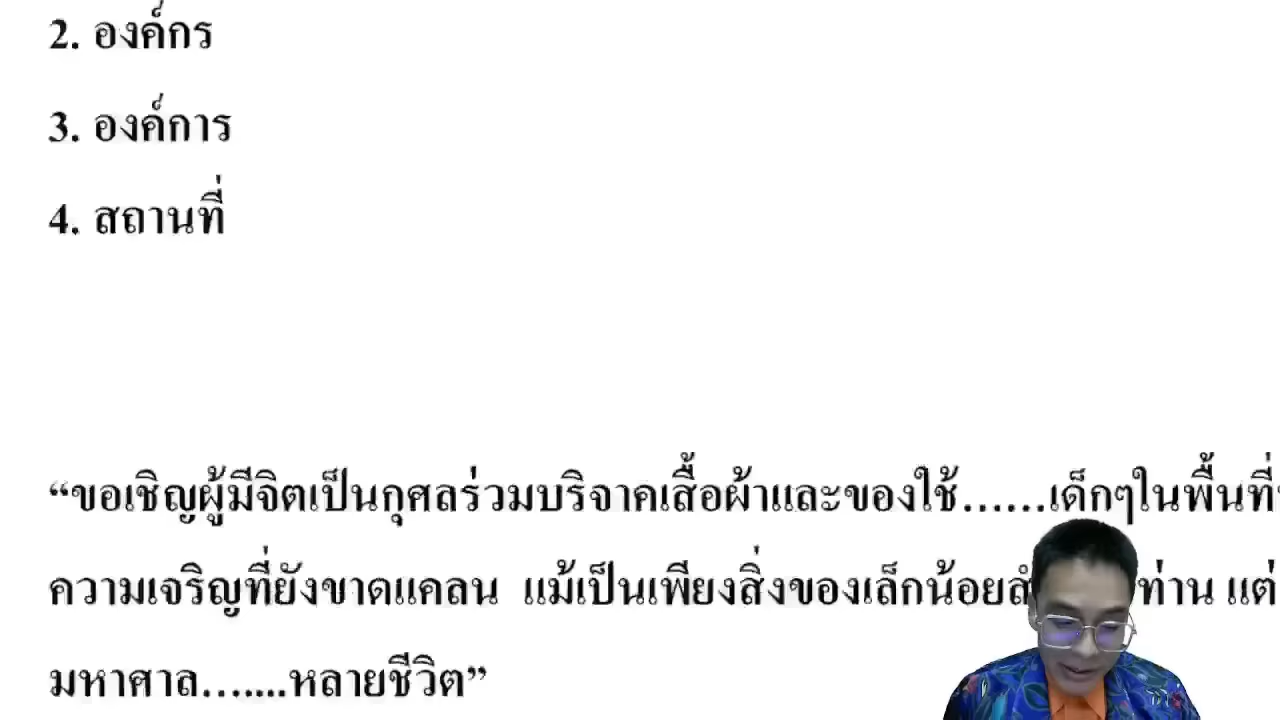 2. องค์กร
3. องค์การ
4. สถานที่
“ขอเชิญผู้มีจิตเป็นกุศลร่วมบริจาคเสื้อผ้าและของใช้……เด็กๆในพื้นที่
ความเจริญที่ยังขาดแคลน แม้เป็นเพียงสิ่งของเล็กน้อย ท่าน แต่
มหาศาล…....หลายชีวิต”